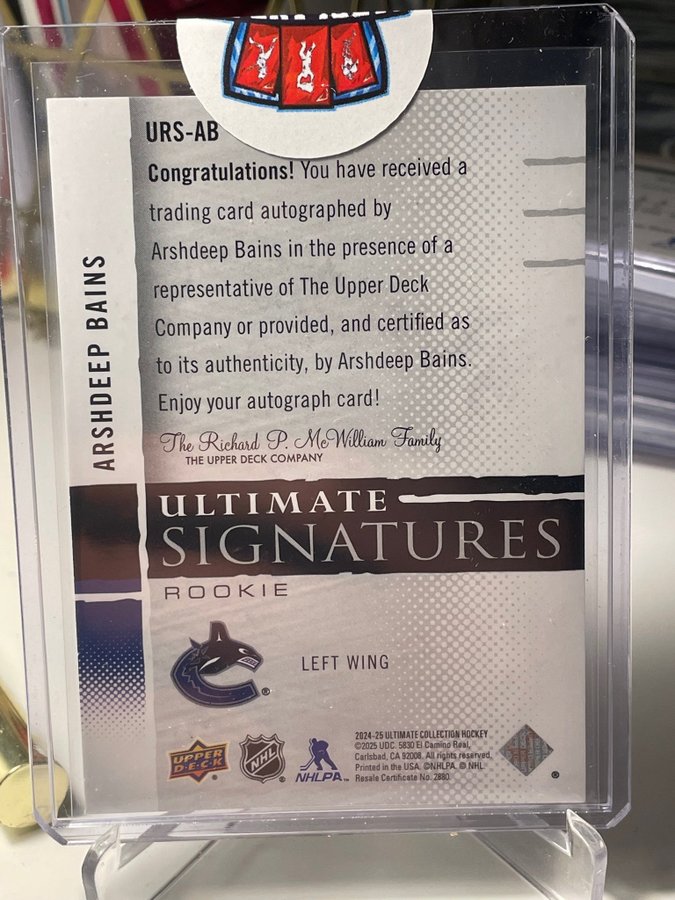 URS-AB
Congratulations! You have received a
trading card autographed by
Arshdeep Bains in the presence of a
representative of The Upper Deck
Company or provided, and certified as
to its authenticity, by Arshdeep Bains.
Enjoy your autograph card!
The Richard P. McWilliam Family
THE UPPER DECK COMPANY
ARSHDEEP BAINS
ULTIMATE
SIGNATURES
ROOKIE
LEFT WING
UPPER
D·E·C·K
NHL
NHLPA
2024-25 ULTIMATE COLLECTION HOCKEY
©2025 UDC. 5830 El Camino Real,
Carlsbad, CA 92008. All rights reserved.
Printed in the USA. ©NHLPA. © NHL
Resale Certificate No. 2880.